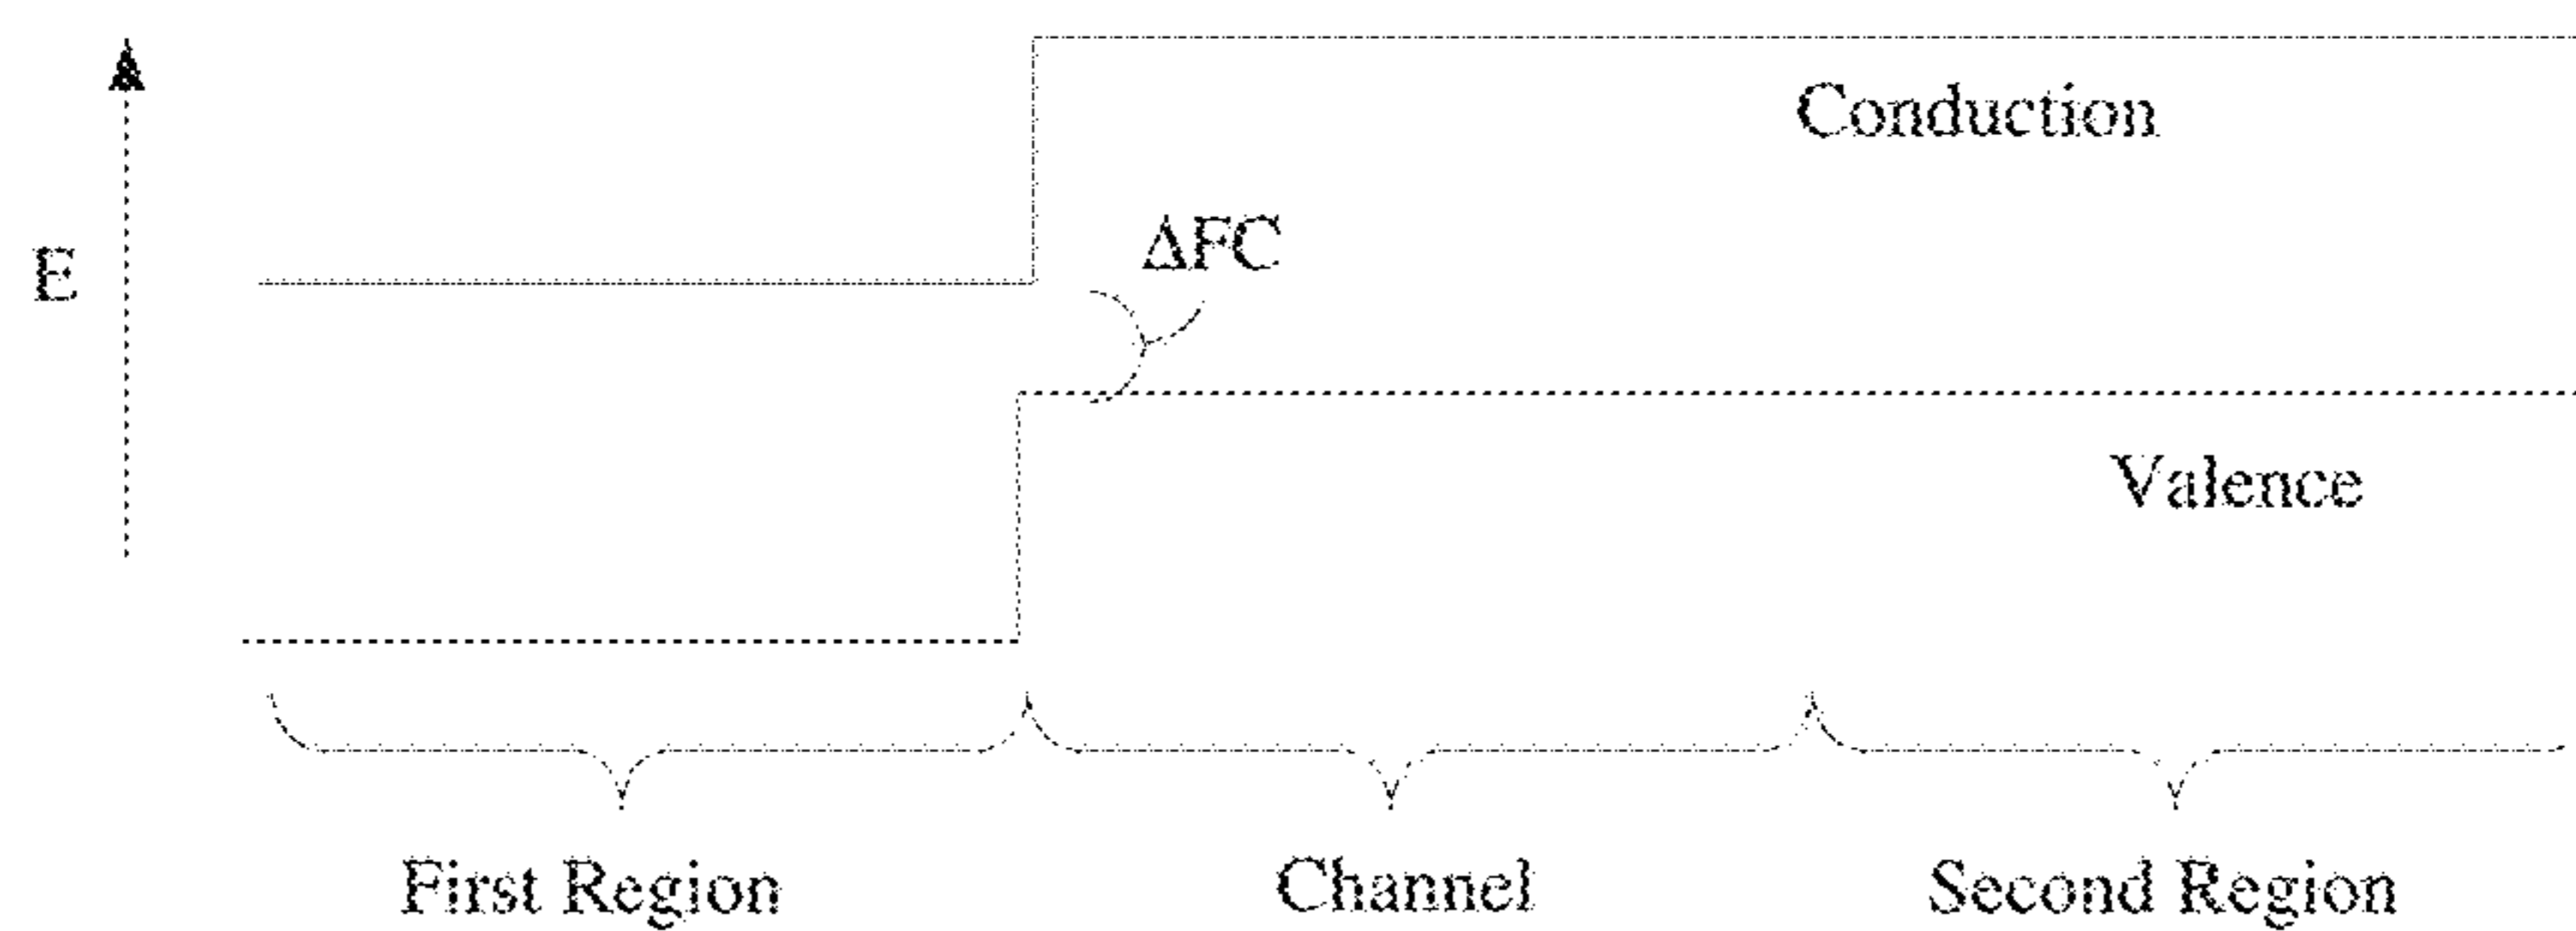 Conduction
ΔFC
E
Valence
First Region
Channel
Second Region